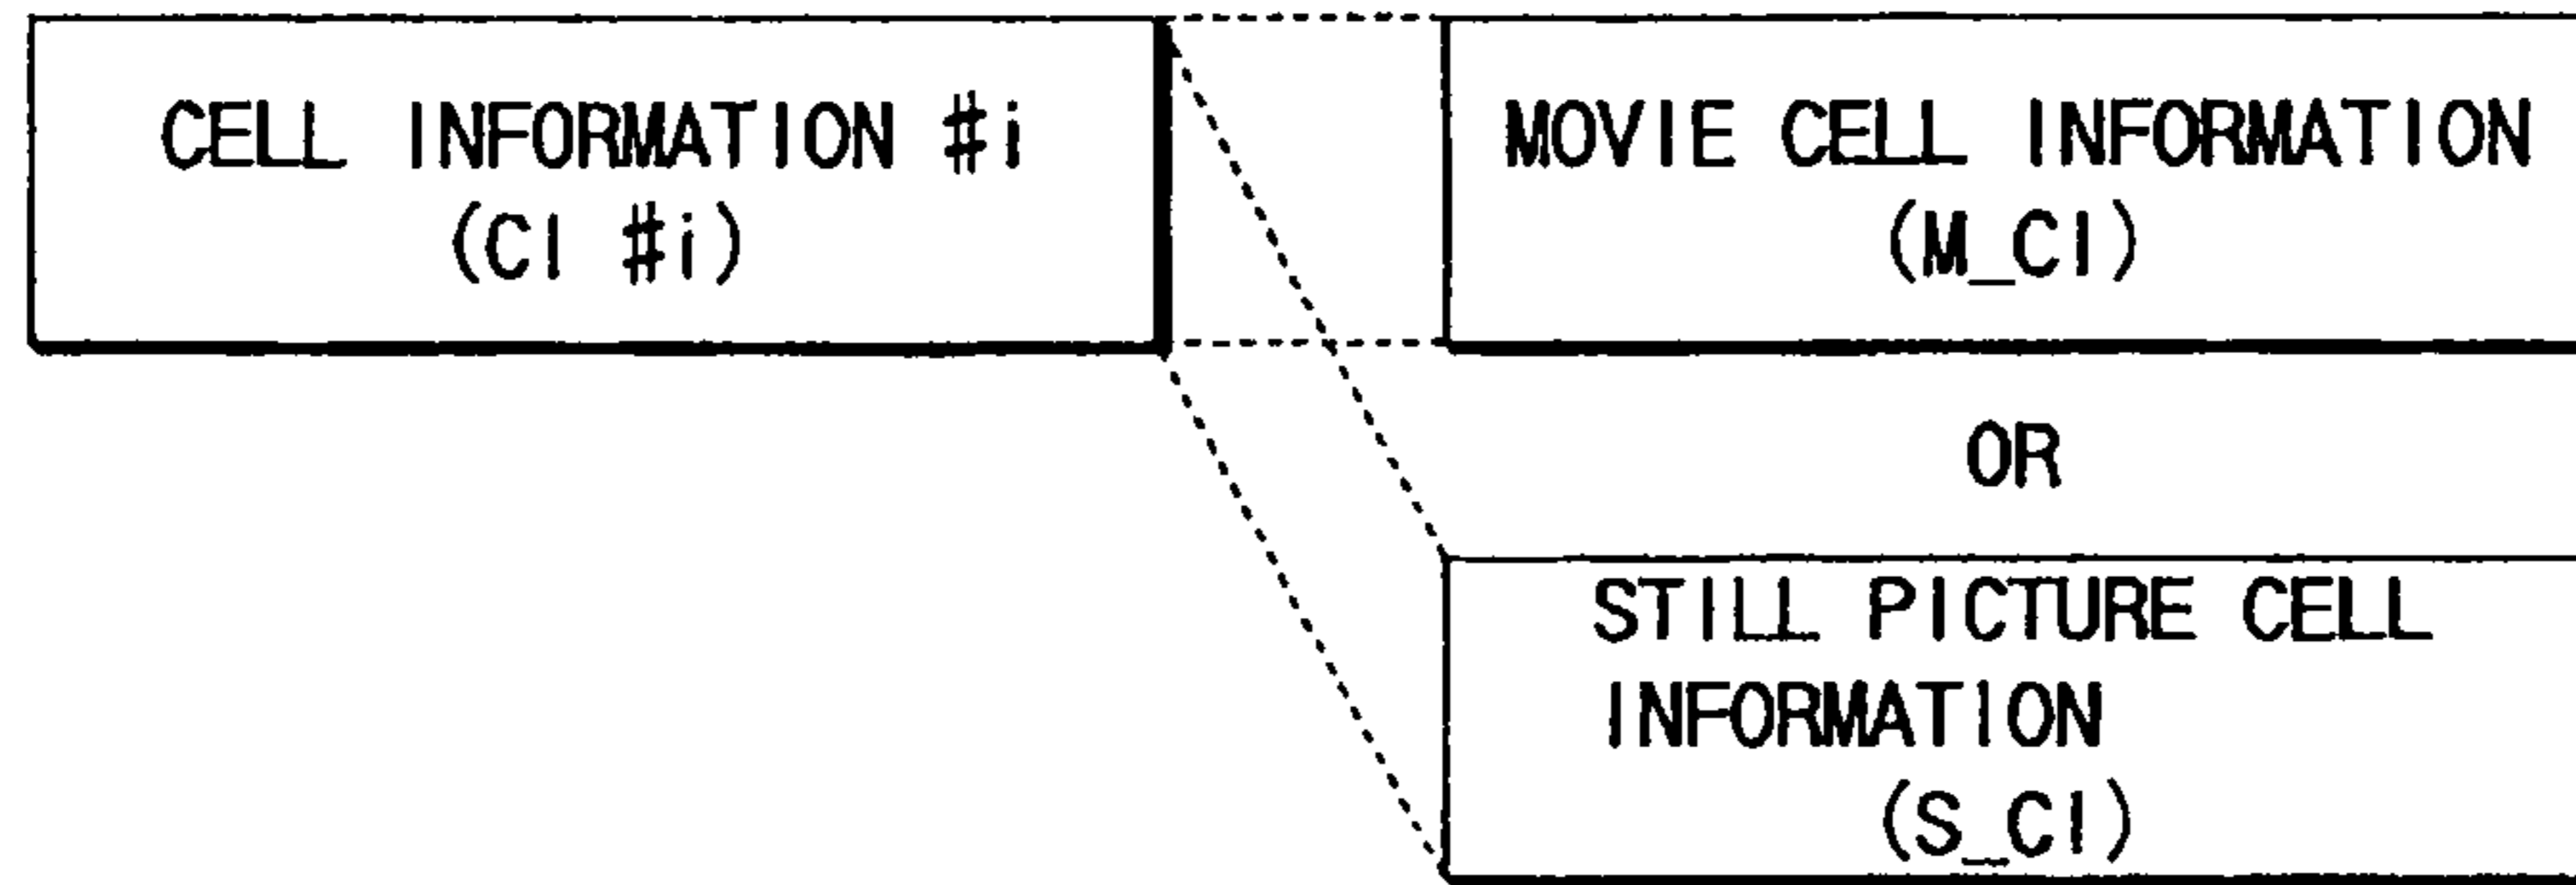 CELL INFORMATION #i
(CI #i)
MOVIE CELL INFORMATION
(M_CI)
OR
STILL PICTURE CELL
INFORMATION
(S_CI)